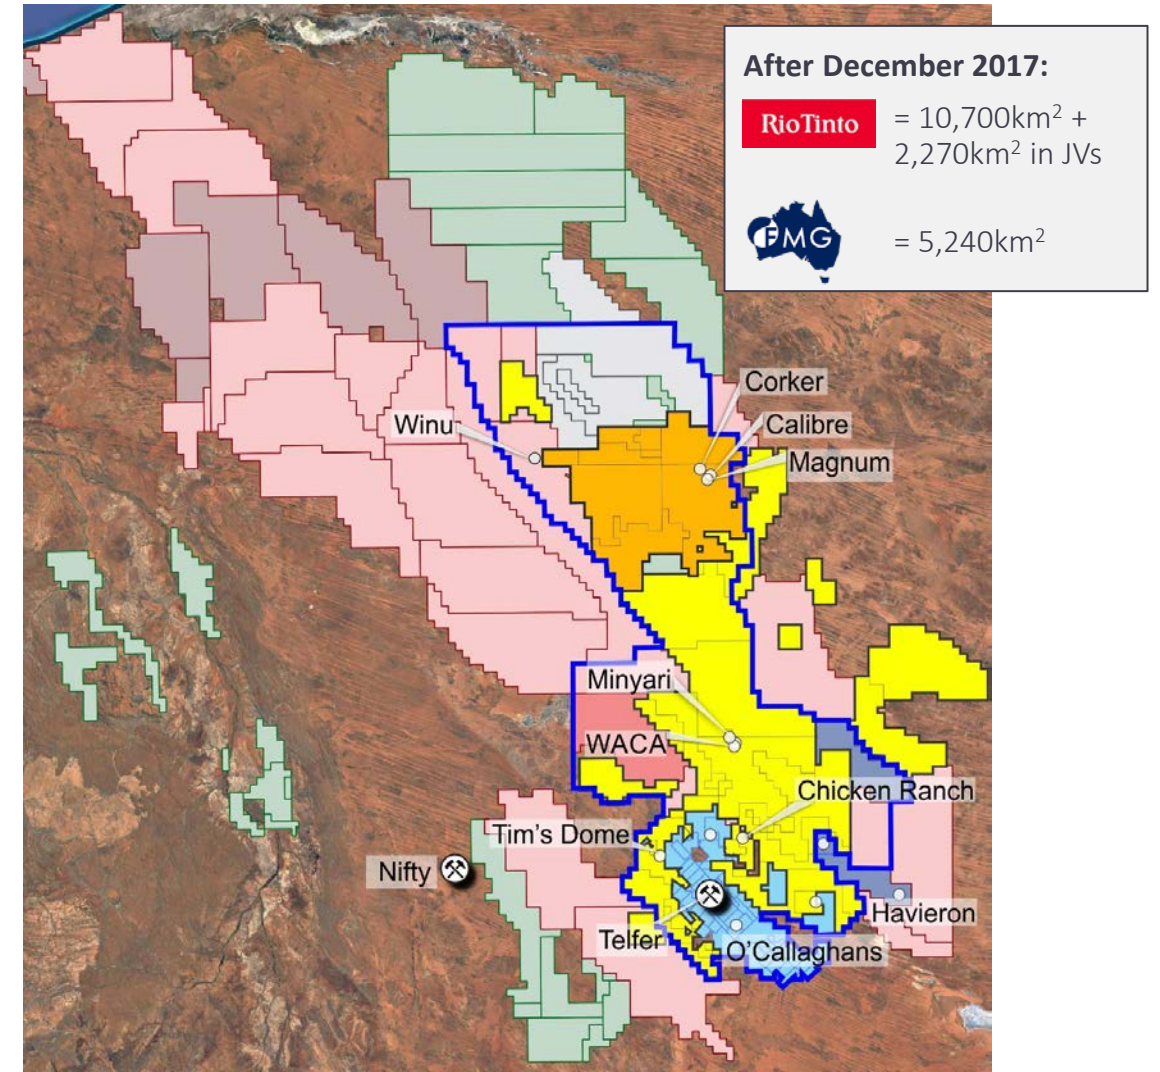 After December 2017:
RioTinto
= 10,700km² +
2,270km² in JVs
FMG
= 5,240km²
Corker
Calibre
Winu
Magnum
Minyari
WACA
Chicken Ranch
Tim's Dome
Nifty
Havieron
Telfer
O'Callaghans